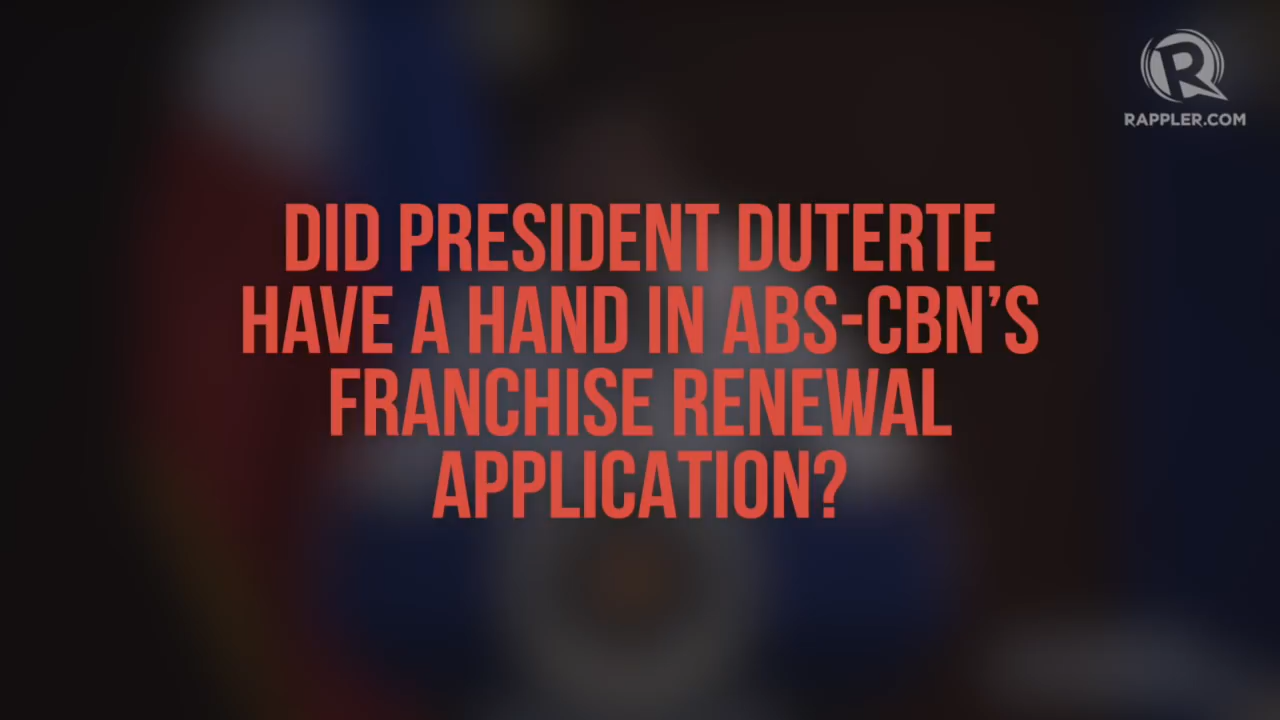 RAPPLER.COM
DID PRESIDENT DUTERTE
HAVE A HAND IN ABS-CBN’S
FRANCHISE RENEWAL
APPLICATION?